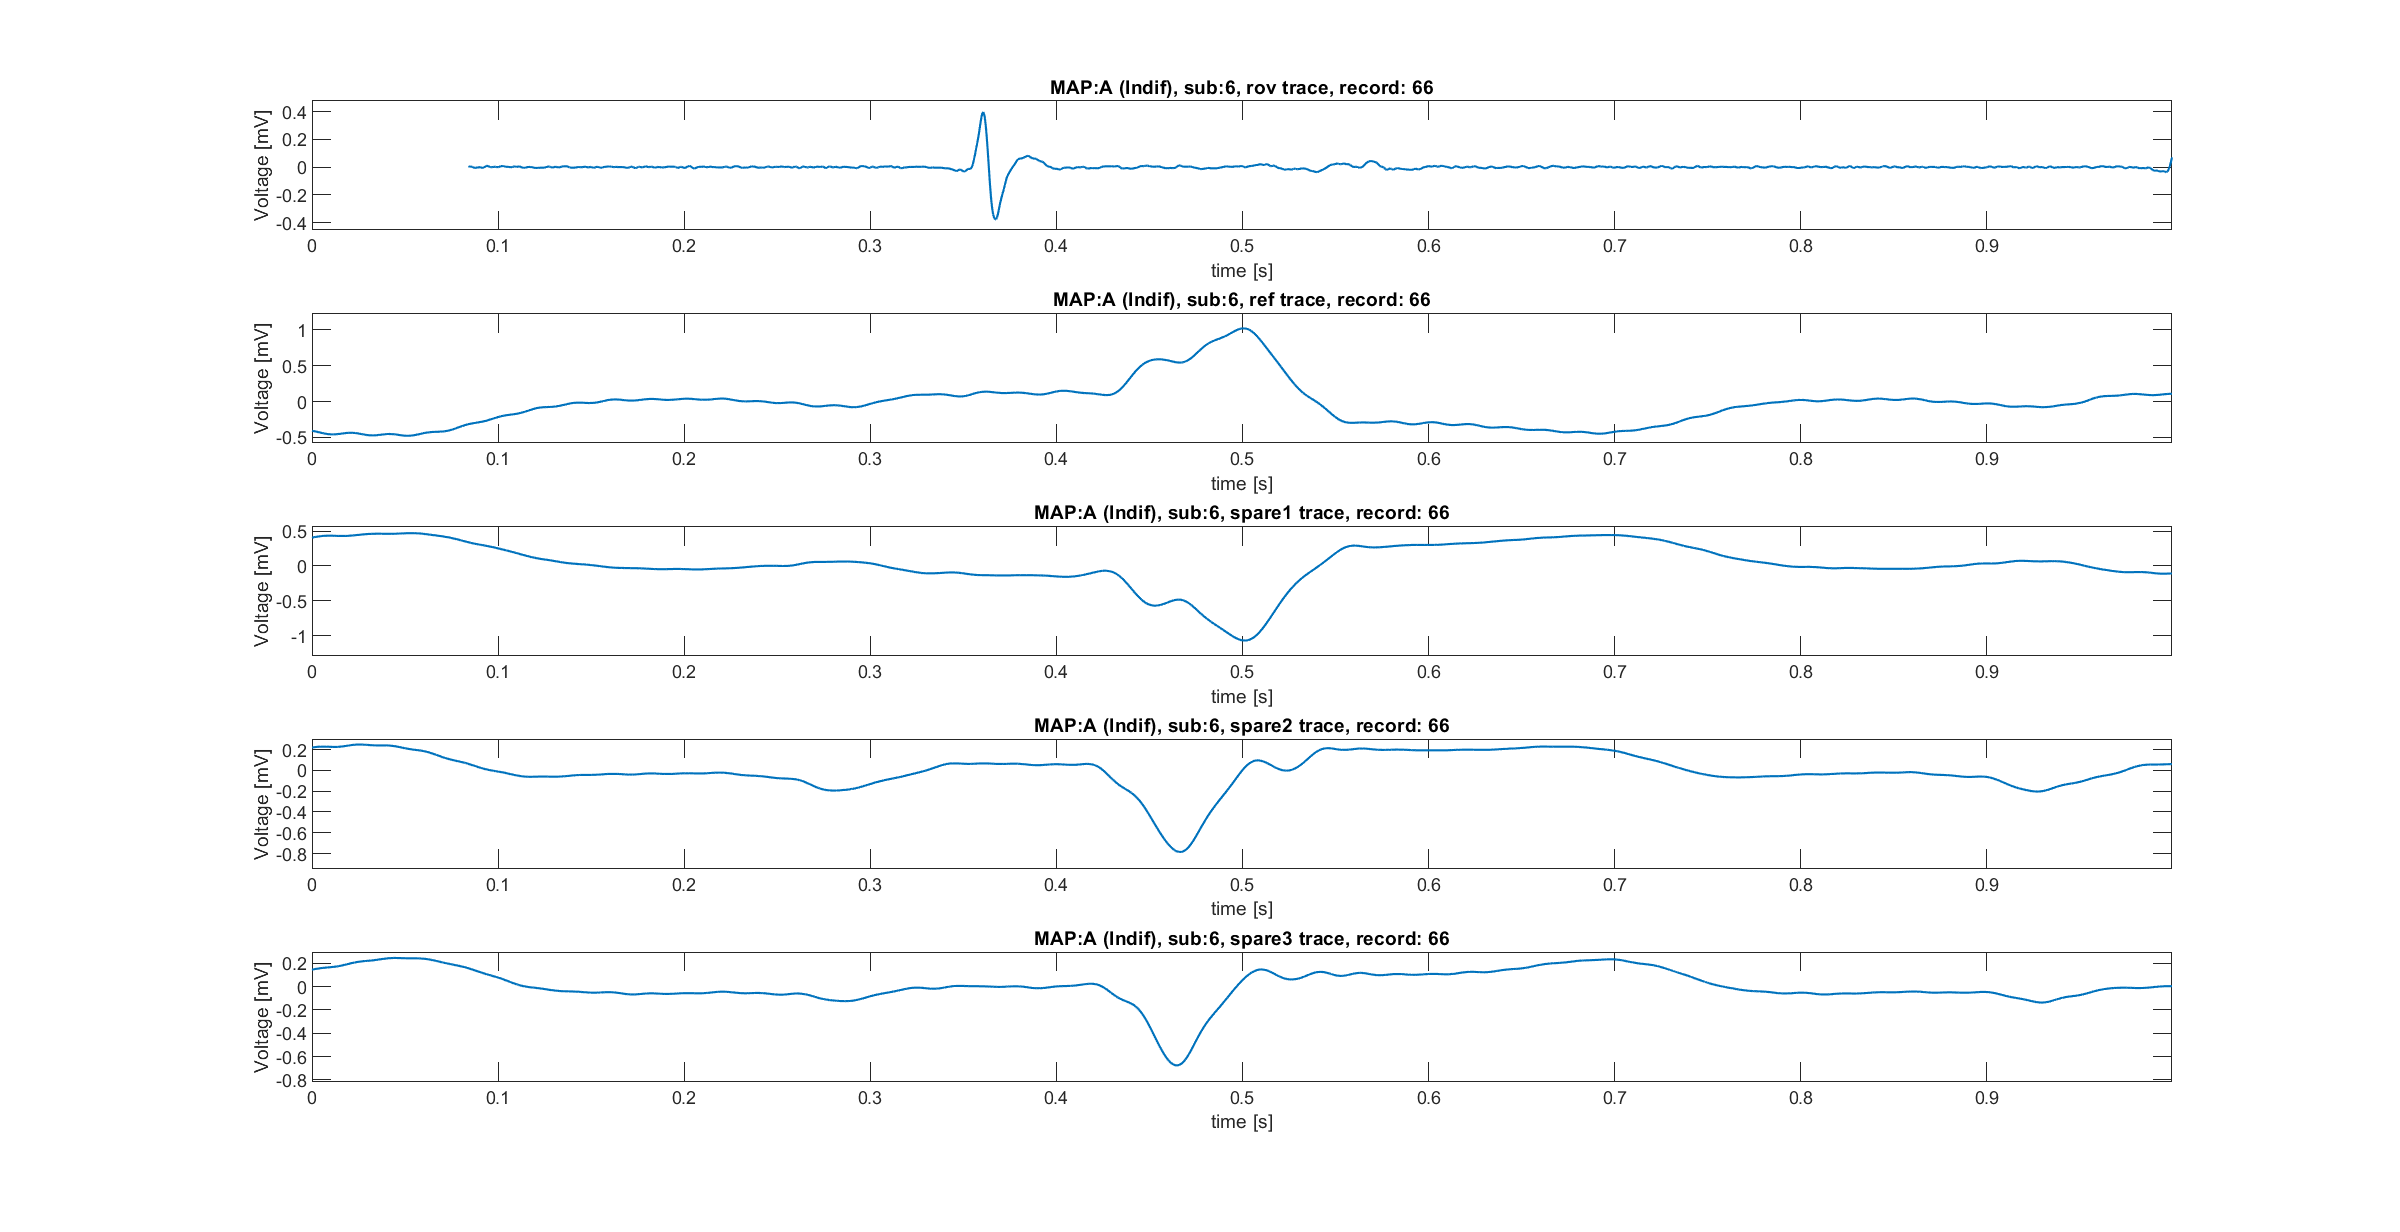 MAP:A (Indif), sub:6, rov trace, record: 66
Voltage [mV]
0.4
0.2
0
-0.2
-0.4
0 0.1 0.2 0.3 0.4 0.5 0.6 0.7 0.8 0.9
time [s]
MAP:A (Indif), sub:6, ref trace, record: 66
Voltage [mV]
1
0.5
0
-0.5
0 0.1 0.2 0.3 0.4 0.5 0.6 0.7 0.8 0.9
time [s]
MAP:A (Indif), sub:6, spare1 trace, record: 66
Voltage [mV]
0.5
0
-0.5
-1
0 0.1 0.2 0.3 0.4 0.5 0.6 0.7 0.8 0.9
time [s]
MAP:A (Indif), sub:6, spare2 trace, record: 66
Voltage [mV]
0.2
0
-0.2
-0.4
-0.6
-0.8
0 0.1 0.2 0.3 0.4 0.5 0.6 0.7 0.8 0.9
time [s]
MAP:A (Indif), sub:6, spare3 trace, record: 66
Voltage [mV]
0.2
0
-0.2
-0.4
-0.6
-0.8
0 0.1 0.2 0.3 0.4 0.5 0.6 0.7 0.8 0.9
time [s]